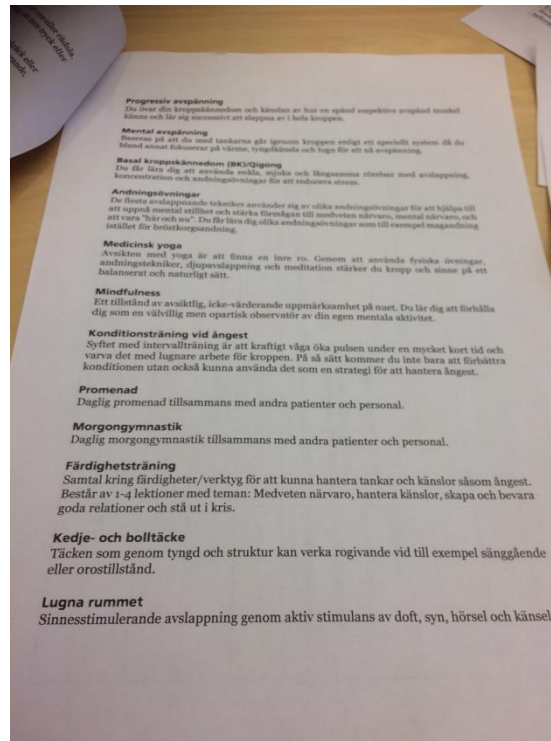 en eller rädsla.
tryck eller
Progressiv avspänning
Du övar din kroppskännedom och känslan av hur en spänd respektive avspänd muskel
känns och lär sig successivt att slappna av i hela kroppen.
Mental avspänning
Baseras på att du med tankarna går igenom kroppen enligt ett speciellt system då du
bland annat fokuserar på värme, tyngdkänsla och lugn för att nå avspänning.
Basal kroppskännedom (BK)/Qigong
Du får lära dig att använda enkla, mjuka och långsamma rörelser med avslappning,
koncentration och andningsövningar för att reducera stress.
Andningsövningar
De flesta avslappnande tekniker använder sig av olika andningsövningar för att hjälpa till
att uppnå mental stillhet och stärka förmågan till medveten närvaro, mental närvaro, och
att vara "här och nu". Du får lära dig olika andningsövningar som till exempel magandning
istället för bröstkorgsandning.
Medicinsk yoga
Avsikten med yoga är att finna en inre ro. Genom att använda fysiska övningar,
andningstekniker, djupavslappning och meditation stärker du kropp och sinne på ett
balanserat och naturligt sätt.
Mindfulness
Ett tillstånd av avsiktlig, icke-värderande uppmärksamhet på nuet. Du lär dig att förhålla
dig som en välvillig men opartisk observatör av din egen mentala aktivitet.
Konditionsträning vid ångest
Syftet med intervallträning är att kraftigt våga öka pulsen under en mycket kort tid och
varva det med lugnare arbete för kroppen. På så sätt kommer du inte bara att förbättra
konditionen utan också kunna använda det som en strategi för att hantera ångest.
Promenad
Daglig promenad tillsammans med andra patienter och personal.
Morgongymnastik
Daglig morgongymnastik tillsammans med andra patienter och personal.
Färdighetsträning
Samtal kring färdigheter/verktyg för att kunna hantera tankar och känslor såsom ångest.
Består av 1-4 lektioner med teman: Medveten närvaro, hantera känslor, skapa och bevara
goda relationer och stå ut i kris.
Kedje- och bolltäcke
Täcken som genom tyngd och struktur kan verka rogivande vid till exempel sänggående
eller orostillstånd.
Lugna rummet
Sinnesstimulerande avslappning genom aktiv stimulans av doft, syn, hörsel och känsel